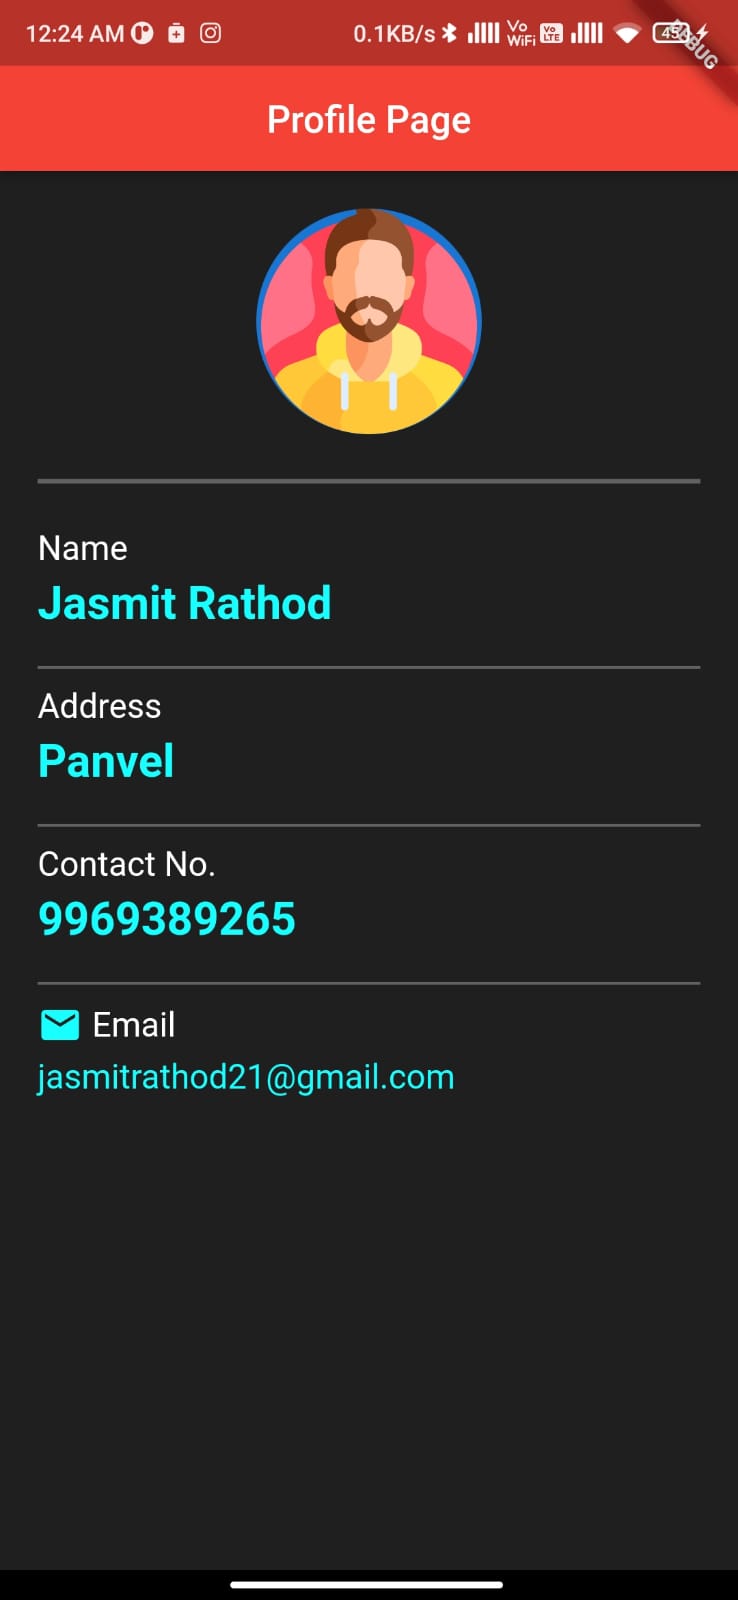 12:24 AM
0.1KB/s
Vo
WiFi
Vo
LTE
45
DEBUG
Profile Page
Name
Jasmit Rathod
Address
Panvel
Contact No.
9969389265
Email
jasmitrathod21@gmail.com